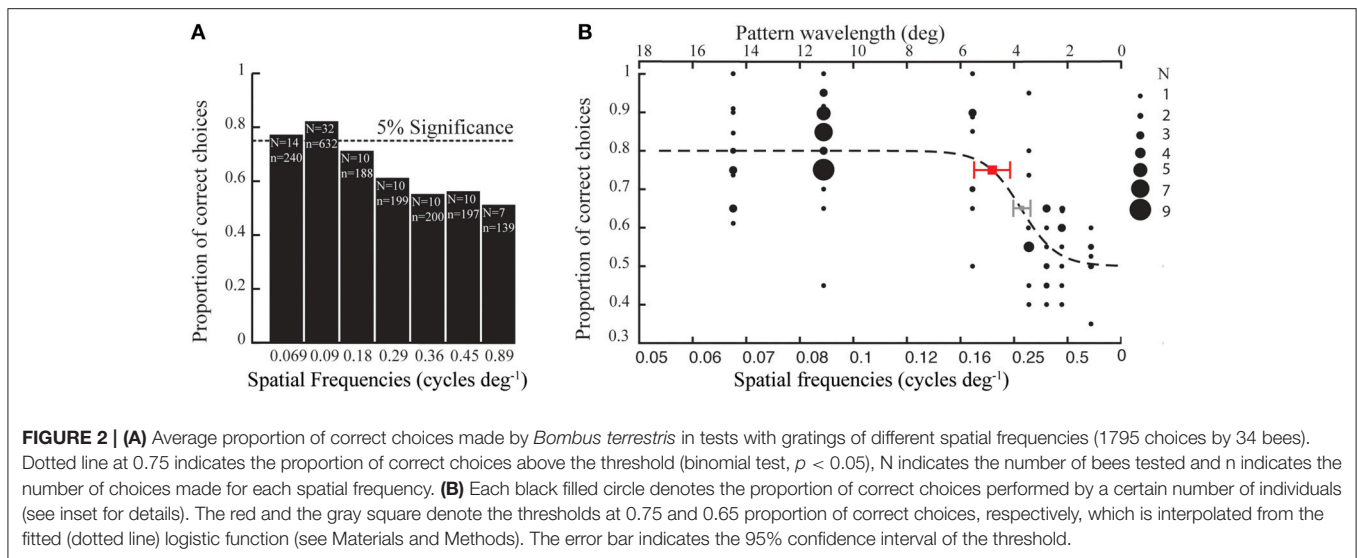 A
Proportion of correct choices
1
0.8
0.6
0.4
0.2
0
5% Significance
N=14
n=240
N=32
n=632
N=10
n=188
N=10
n=199
N=10
n=200
N=10
n=197
N=7
n=139
0.069 0.09 0.18 0.29 0.36 0.45 0.89
Spatial Frequencies (cycles deg-1)
B
Pattern wavelength (deg)
18 16 14 12 10 8 6 4 2 0
Proportion of correct choices
1
0.9
0.8
0.7
0.6
0.5
0.4
0.3
0.05 0.06 0.07 0.08 0.1 0.12 0.16 0.25 0.5 0
Spatial frequencies (cycles deg-1)
N
1
2
3
4
5
7
9
FIGURE 2 | (A) Average proportion of correct choices made by Bombus terrestris in tests with gratings of different spatial frequencies (1795 choices by 34 bees).
Dotted line at 0.75 indicates the proportion of correct choices above the threshold (binomial test, p < 0.05), N indicates the number of bees tested and n indicates the
number of choices made for each spatial frequency. (B) Each black filled circle denotes the proportion of correct choices performed by a certain number of individuals
(see inset for details). The red and the gray square denote the thresholds at 0.75 and 0.65 proportion of correct choices, respectively, which is interpolated from the
fitted (dotted line) logistic function (see Materials and Methods). The error bar indicates the 95% confidence interval of the threshold.